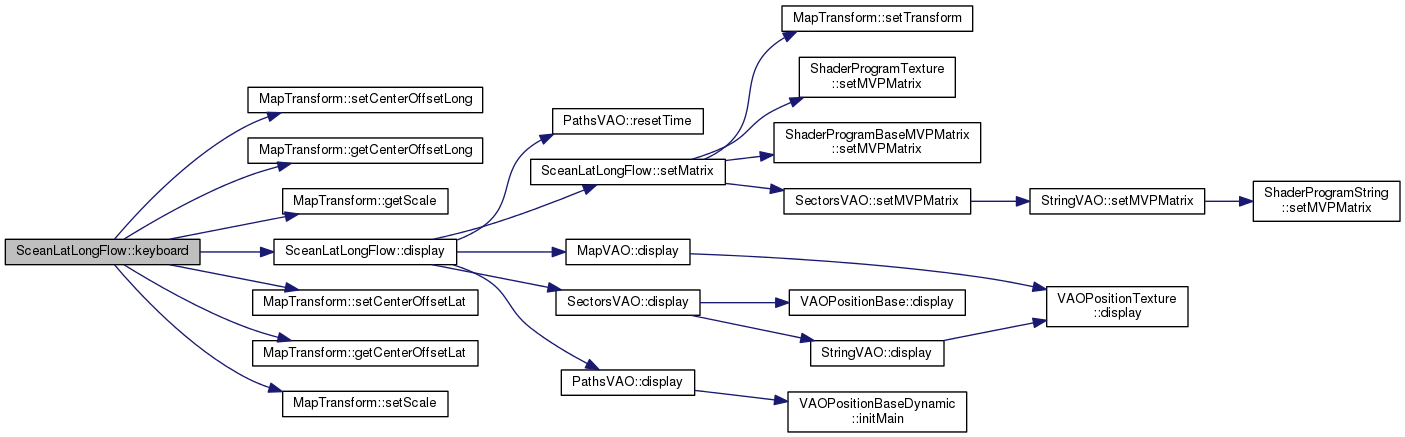 SceanLatLongFlow::keyboard
MapTransform::setCenterOffsetLong
MapTransform::getCenterOffsetLong
MapTransform::getScale
SceanLatLongFlow::display
MapTransform::setCenterOffsetLat
MapTransform::getCenterOffsetLat
MapTransform::setScale
PathsVAO::resetTime
SceanLatLongFlow::setMatrix
MapVAO::display
SectorsVAO::display
PathsVAO::display
MapTransform::setTransform
ShaderProgramTexture
::setMVPMatrix
ShaderProgramBaseMVPMatrix
::setMVPMatrix
SectorsVAO::setMVPMatrix
VAOPositionBase::display
StringVAO::display
VAOPositionBaseDynamic
::initMain
StringVAO::setMVPMatrix
VAOPositionTexture
::display
ShaderProgramString
::setMVPMatrix